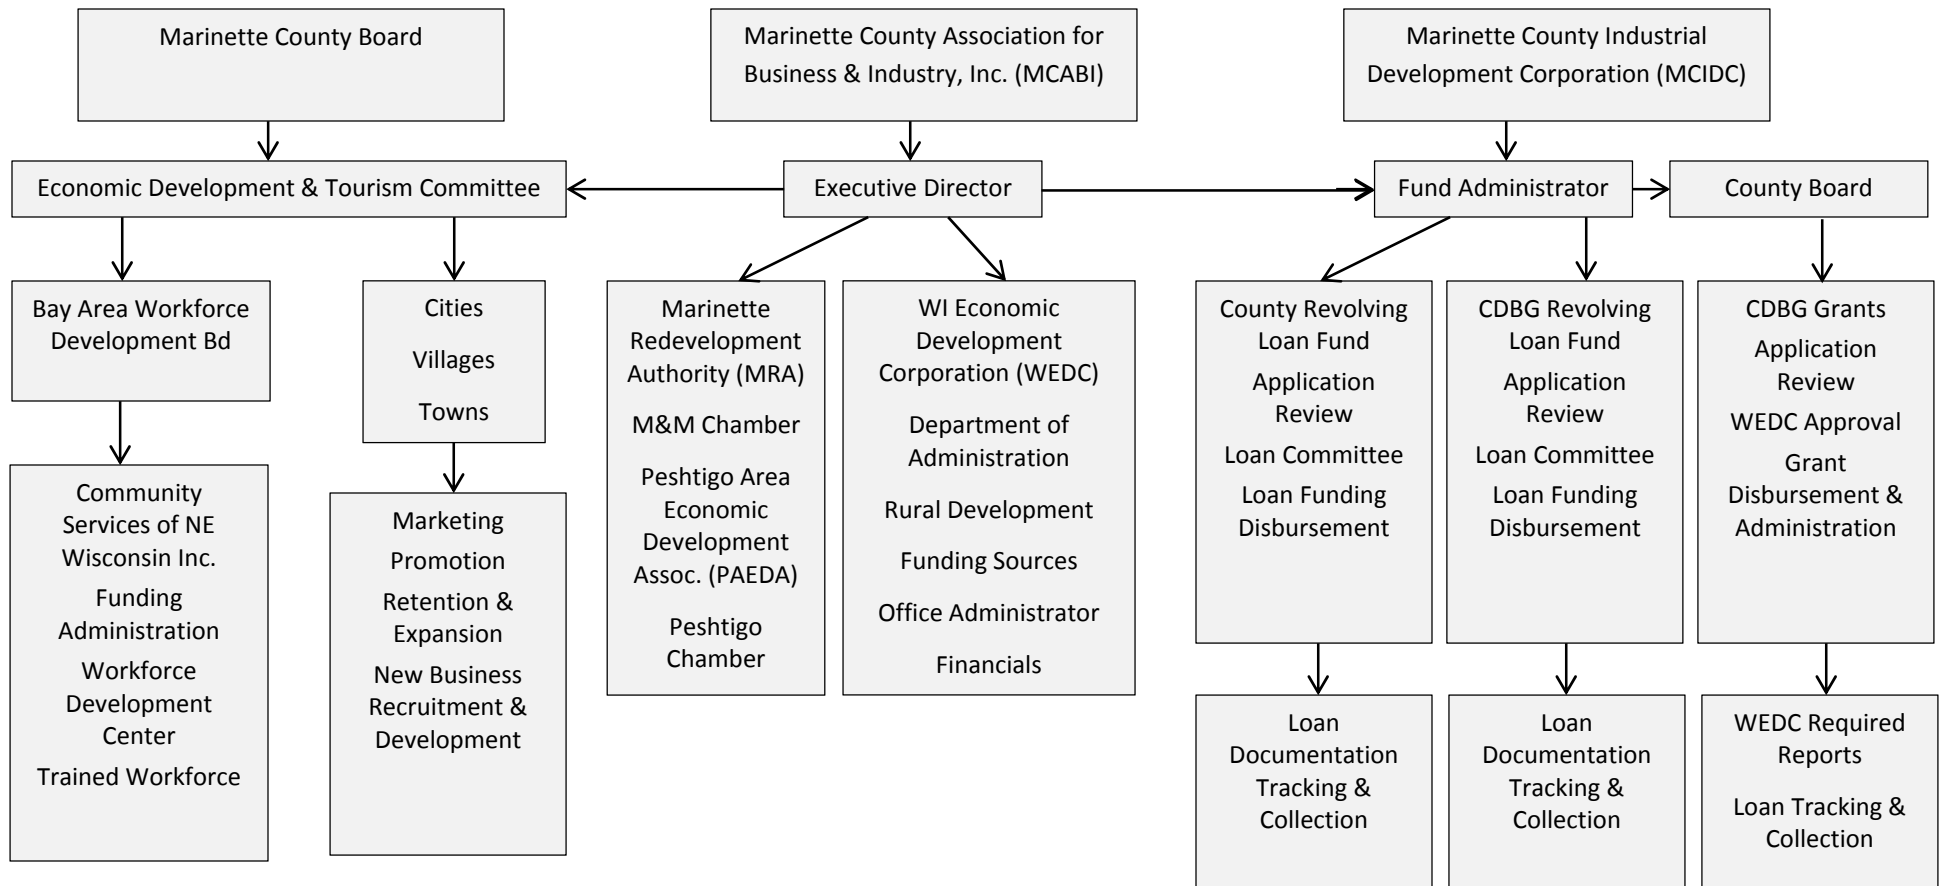 Marinette County Board
Marinette County Association for
Business & Industry, Inc. (MCABI)
Marinette County Industrial
Development Corporation (MCIDC)
Economic Development & Tourism Committee
Executive Director
Fund Administrator
County Board
Bay Area Workforce
Development Bd
Cities
Villages
Towns
Marinette
Redevelopment
Authority (MRA)
M&M Chamber
Peshtigo Area
Economic
Development
Assoc. (PAEDA)
Peshtigo
Chamber
WI Economic
Development
Corporation (WEDC)
Department of
Administration
Rural Development
Funding Sources
Office Administrator
Financials
County Revolving
Loan Fund
Application
Review
Loan Committee
Loan Funding
Disbursement
CDBG Revolving
Loan Fund
Application
Review
Loan Committee
Loan Funding
Disbursement
CDBG Grants
Application
Review
WEDC Approval
Grant
Disbursement &
Administration
Community
Services of NE
Wisconsin Inc.
Funding
Administration
Workforce
Development
Center
Trained Workforce
Marketing
Promotion
Retention &
Expansion
New Business
Recruitment &
Development
Loan
Documentation
Tracking &
Collection
Loan
Documentation
Tracking &
Collection
WEDC Required
Reports
Loan Tracking &
Collection